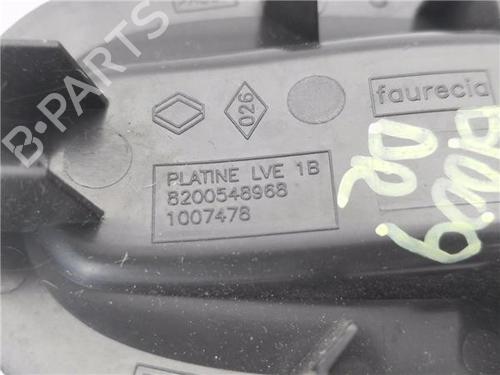 026
faurecia
PLATINE LVE 1B
8200548968
1007478
B-PARTS